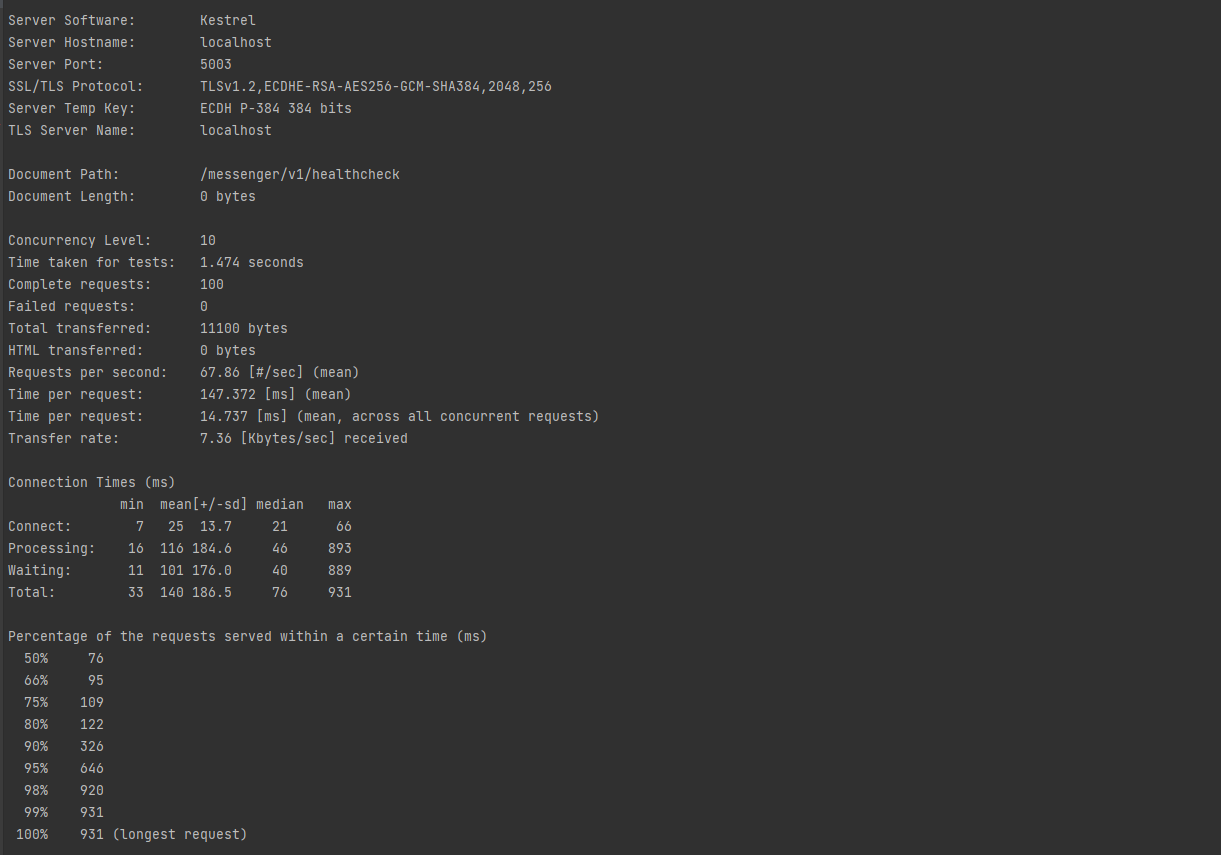 Server Software:        Kestrel
Server Hostname:        localhost
Server Port:            5003
SSL/TLS Protocol:       TLSv1.2,ECDHE-RSA-AES256-GCM-SHA384,2048,256
Server Temp Key:        ECDH P-384 384 bits
TLS Server Name:        localhost

Document Path:          /messenger/v1/healthcheck
Document Length:        0 bytes

Concurrency Level:      10
Time taken for tests:   1.474 seconds
Complete requests:      100
Failed requests:        0
Total transferred:      11100 bytes
HTML transferred:       0 bytes
Requests per second:    67.86 [#/sec] (mean)
Time per request:       147.372 [ms] (mean)
Time per request:       14.737 [ms] (mean, across all concurrent requests)
Transfer rate:          7.36 [Kbytes/sec] received

Connection Times (ms)
              min  mean[+/-sd] median   max
Connect:        7   25  13.7     21      66
Processing:    16  116 184.6     46     893
Waiting:       11  101 176.0     40     889
Total:         33  140 186.5     76     931

Percentage of the requests served within a certain time (ms)
  50%     76
  66%     95
  75%    109
  80%    122
  90%    326
  95%    646
  98%    920
  99%    931
 100%    931 (longest request)